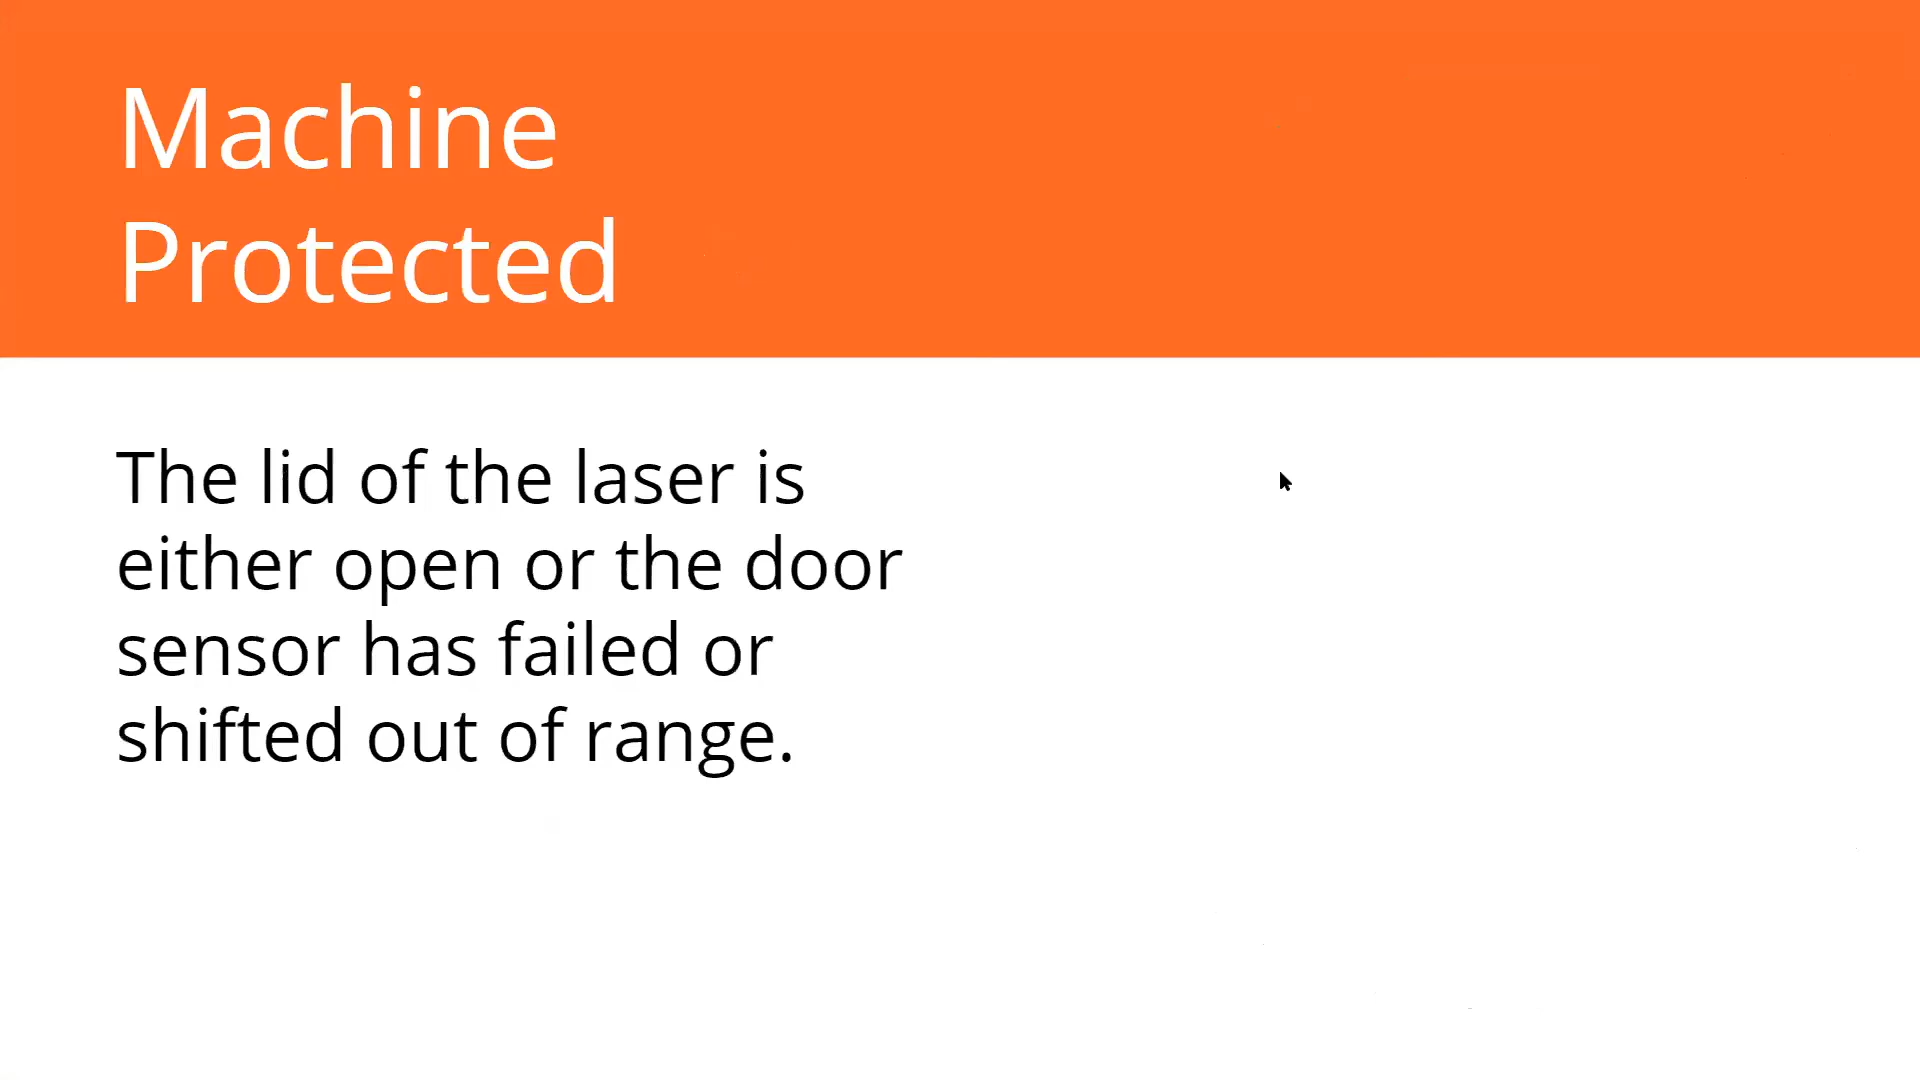 Machine
Protected
The lid of the laser is
either open or the door
sensor has failed or
shifted out of range.